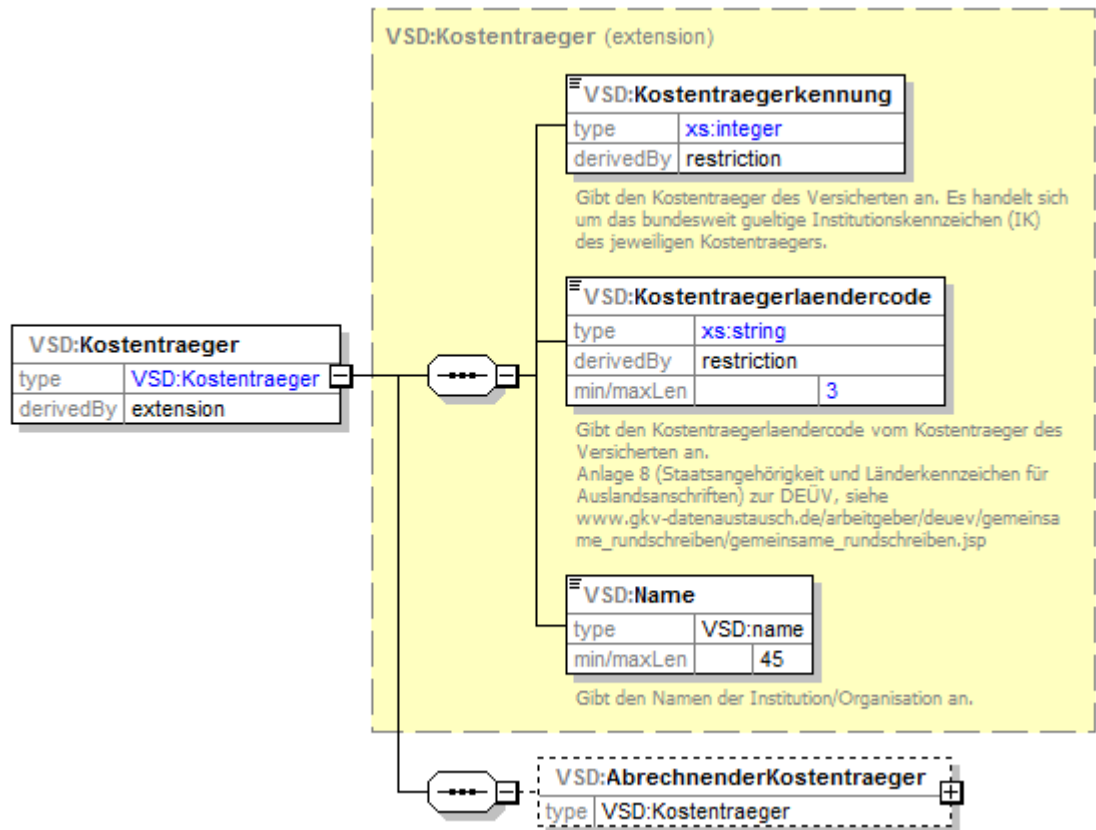 VSD:Kostentraeger (extension)
VSD:Kostentraegerkennung
type xs:integer
derivedBy restriction
Gibt den Kostentraeger des Versicherten an. Es handelt sich
um das bundesweit gueltige Institutionskennzeichen (IK)
des jeweiligen Kostentraegers.
VSD:Kostentraegerlaendercode
type xs:string
derivedBy restriction
min/maxLen 3
Gibt den Kostentraegerlaendercode vom Kostentraeger des
Versicherten an.
Anlage 8 (Staatsangehörigkeit und Länderkennzeichen für
Auslandsanschriften) zur DEÜV, siehe
www.gkv-datenaustausch.de/arbeitgeber/deuev/gemeinsa
me_rundschreiben/gemeinsame_rundschreiben.jsp
VSD:Kostentraeger
type VSD:Kostentraeger
derivedBy extension
VSD:Name
type VSD:name
min/maxLen 45
Gibt den Namen der Institution/Organisation an.
VSD:AbrechnenderKostentraeger
type VSD:Kostentraeger